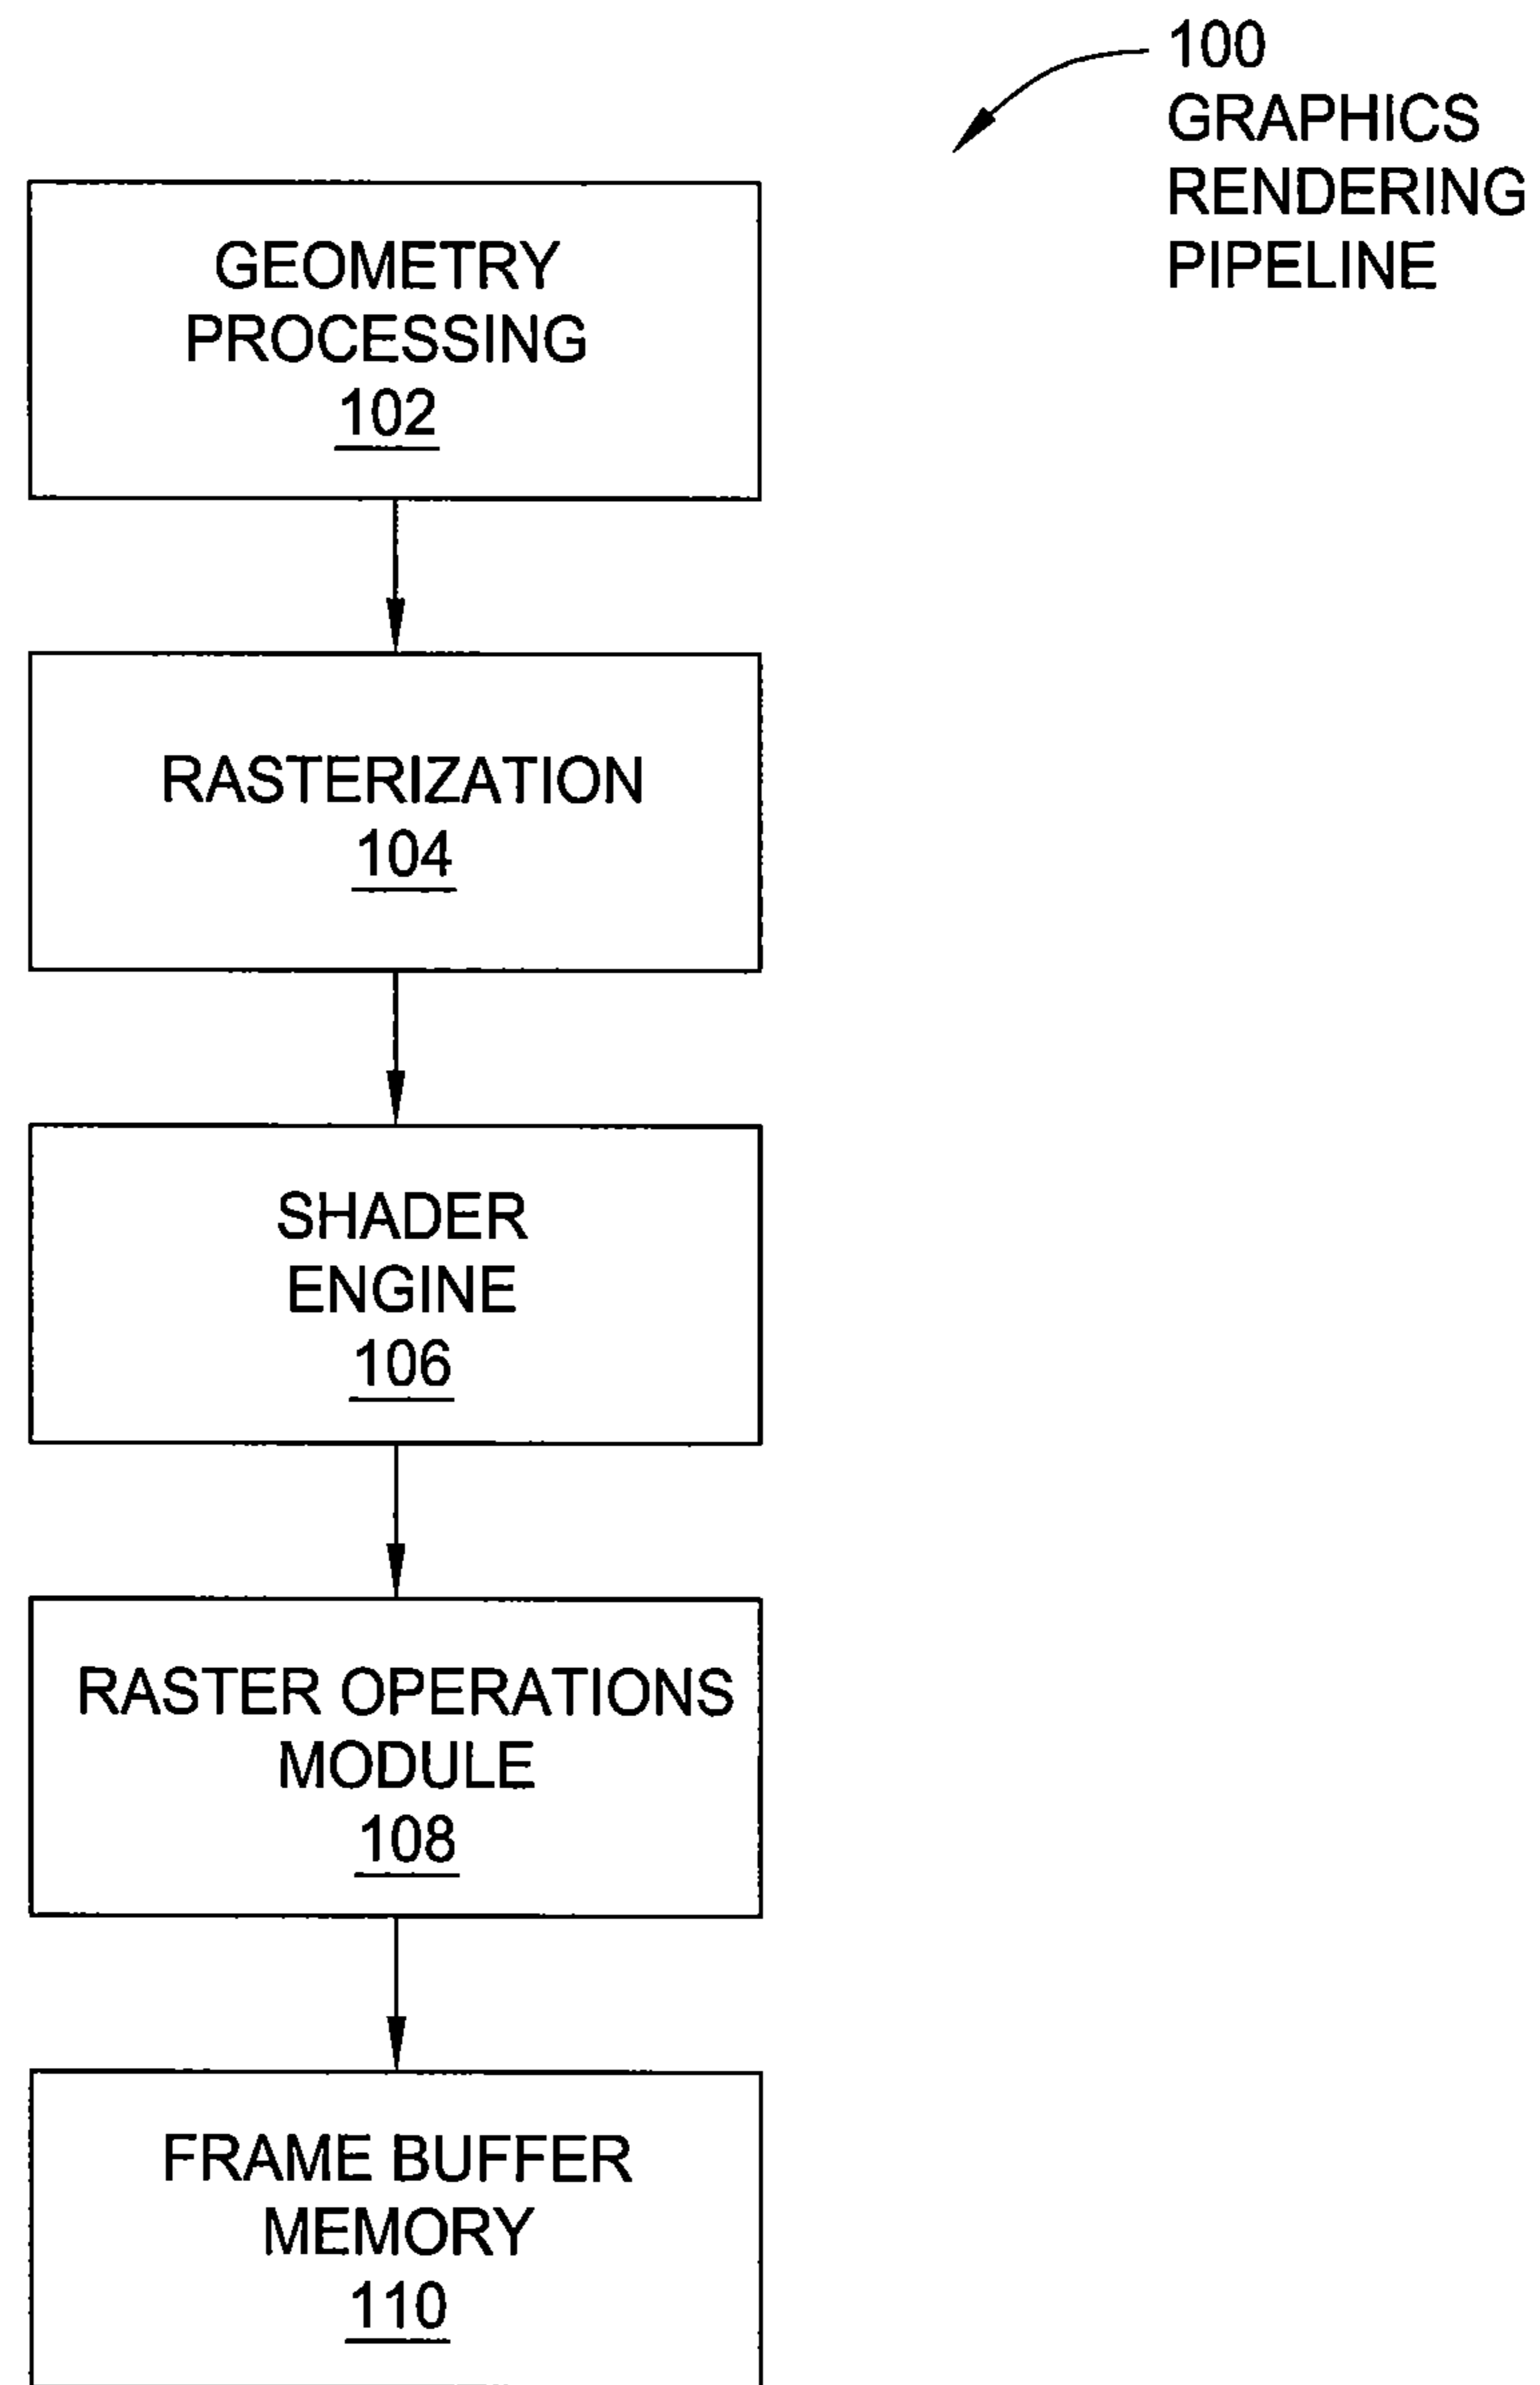 100
GRAPHICS
RENDERING
PIPELINE
GEOMETRY
PROCESSING
102
RASTERIZATION
104
SHADER
ENGINE
106
RASTER OPERATIONS
MODULE
108
FRAME BUFFER
MEMORY
110